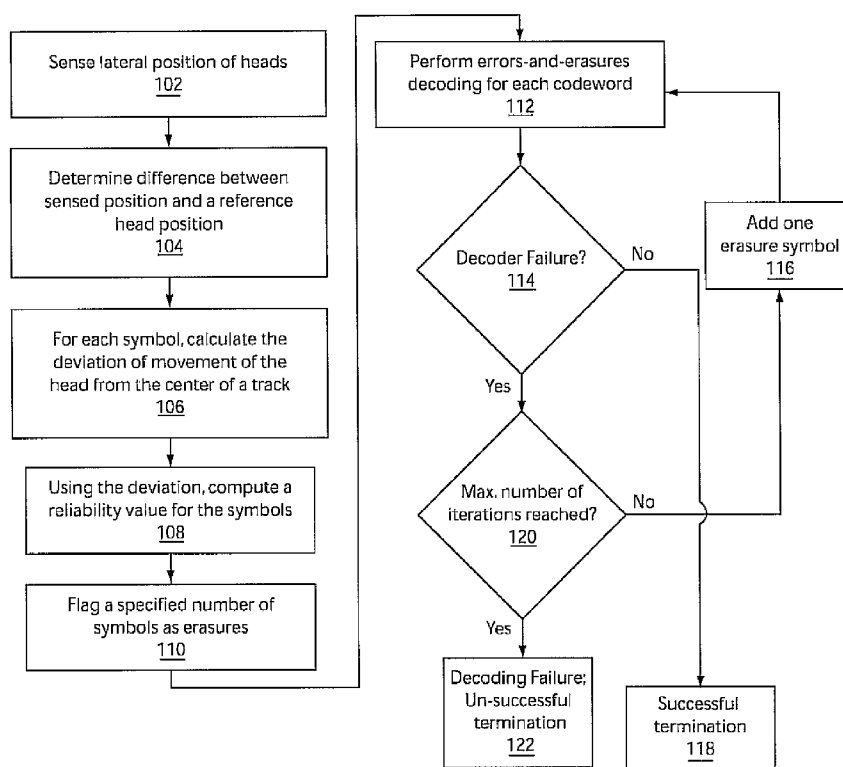 Sense lateral position of heads
102
Determine difference between
sensed position and a reference
head position
104
For each symbol, calculate the
deviation of movement of the
head from the center of a track
106
Using the deviation, compute a
reliability value for the symbols
108
Flag a specified number of
symbols as erasures
110
Perform errors-and-erasures
decoding for each codeword
112
Decoder Failure?
114
No
Yes
Add one
erasure symbol
116
Max. number of
iterations reached?
120
No
Yes
Decoding Failure;
Un-successful
termination
122
Successful
termination
118